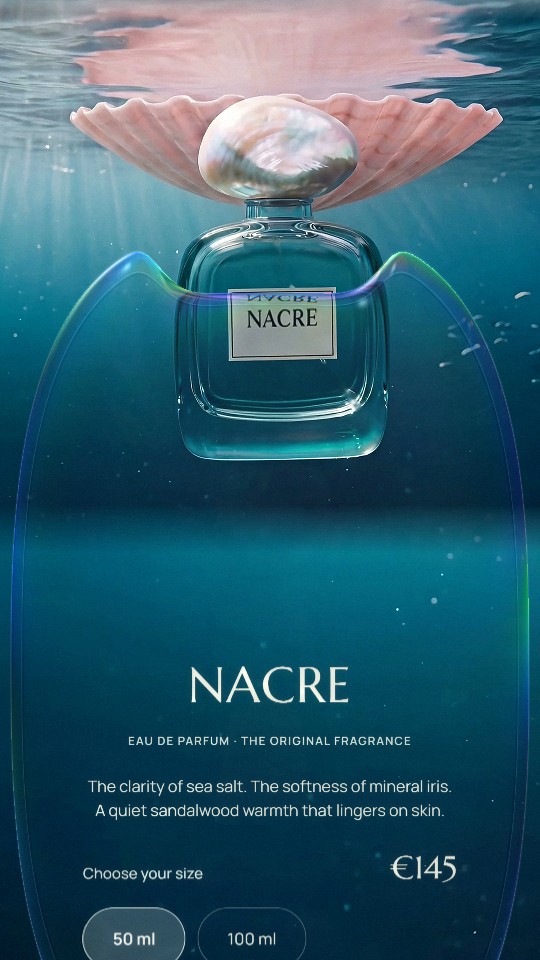 NACRE
NACRE
NACRE
EAU DE PARFUM · THE ORIGINAL FRAGRANCE
The clarity of sea salt. The softness of mineral iris.
A quiet sandalwood warmth that lingers on skin.
Choose your size
€145
50 ml
100 ml